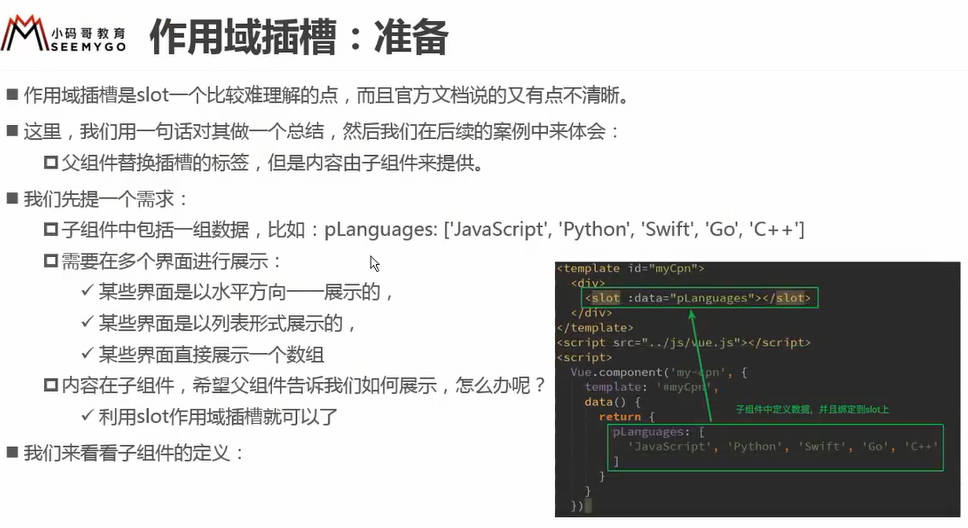 小码哥教育
SEEMYGO
作用域插槽：准备
作用域插槽是slot一个比较难理解的点，而且官方文档说的又有点不清晰。
这里，我们用一句话对其做一个总结，然后我们在后续的案例中来体会：
父组件替换插槽的标签，但是内容由子组件来提供。
我们先提一个需求：
子组件中包括一组数据，比如：pLanguages: ['JavaScript', 'Python', 'Swift', 'Go', 'C++']
需要在多个界面进行展示：
某些界面是以水平方向一一展示的，
某些界面是以列表形式展示的，
某些界面直接展示一个数组
内容在子组件，希望父组件告诉我们如何展示，怎么办呢？
利用slot作用域插槽就可以了
我们来看看子组件的定义：
<template id="myCpn">
<div>
<slot :data="pLanguages"></slot>
</div>
</template>
<script src="../js/vue.js"></script>
<script>
Vue.component('my-cpn', {
template: '#myCpn',
data() {
return {
pLanguages: [
'JavaScript', 'Python', 'Swift', 'Go', 'C++'
]
}
}
})
子组件中定义数据，并且绑定到slot上